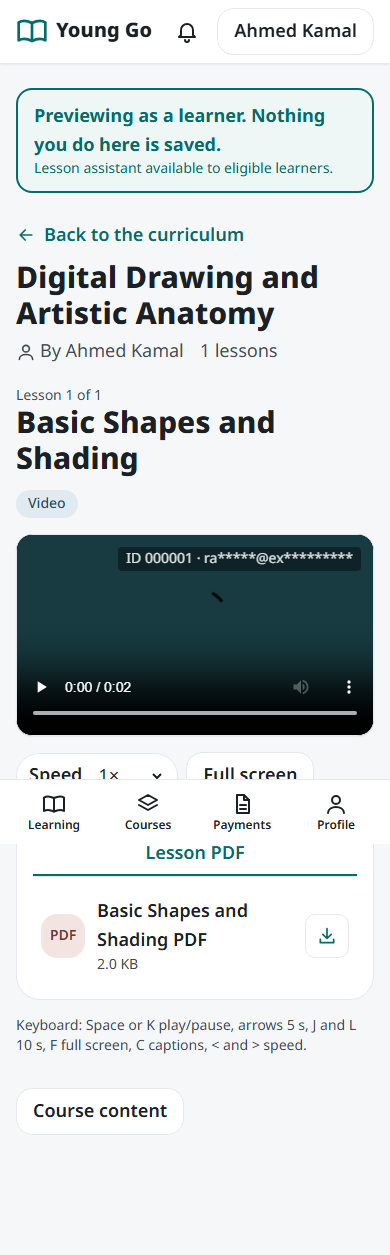 Young Go
Ahmed Kamal
Previewing as a learner. Nothing
you do here is saved.
Lesson assistant available to eligible learners.
Back to the curriculum
Digital Drawing and
Artistic Anatomy
By Ahmed Kamal 1 lessons
Lesson 1 of 1
Basic Shapes and
Shading
Video
ID 000001 · ra*****@ex*********
0:00 / 0:02
Speed 1× Full screen
Learning Courses Payments Profile
Lesson PDF
PDF
Basic Shapes and
Shading PDF
2.0 KB
Keyboard: Space or K play/pause, arrows 5 s, J and L
10 s, F full screen, C captions, < and > speed.
Course content